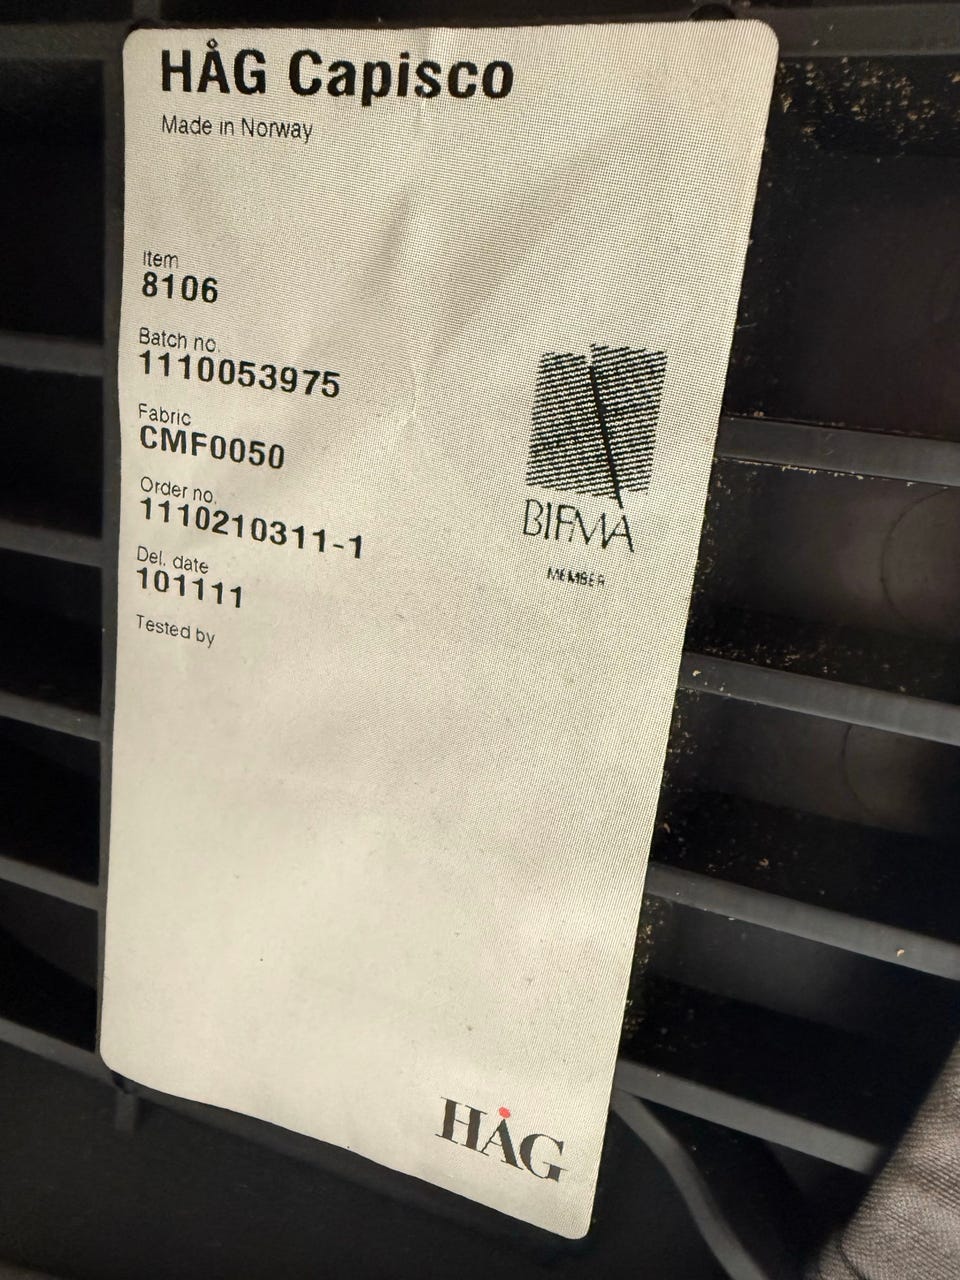 HÅG Capisco
Made in Norway
Item
8106
Batch no.
1110053975
Fabric
CMF0050
Order no.
1110210311-1
Del. date
101111
Tested by
BIFMA
MEMBER
HÅG